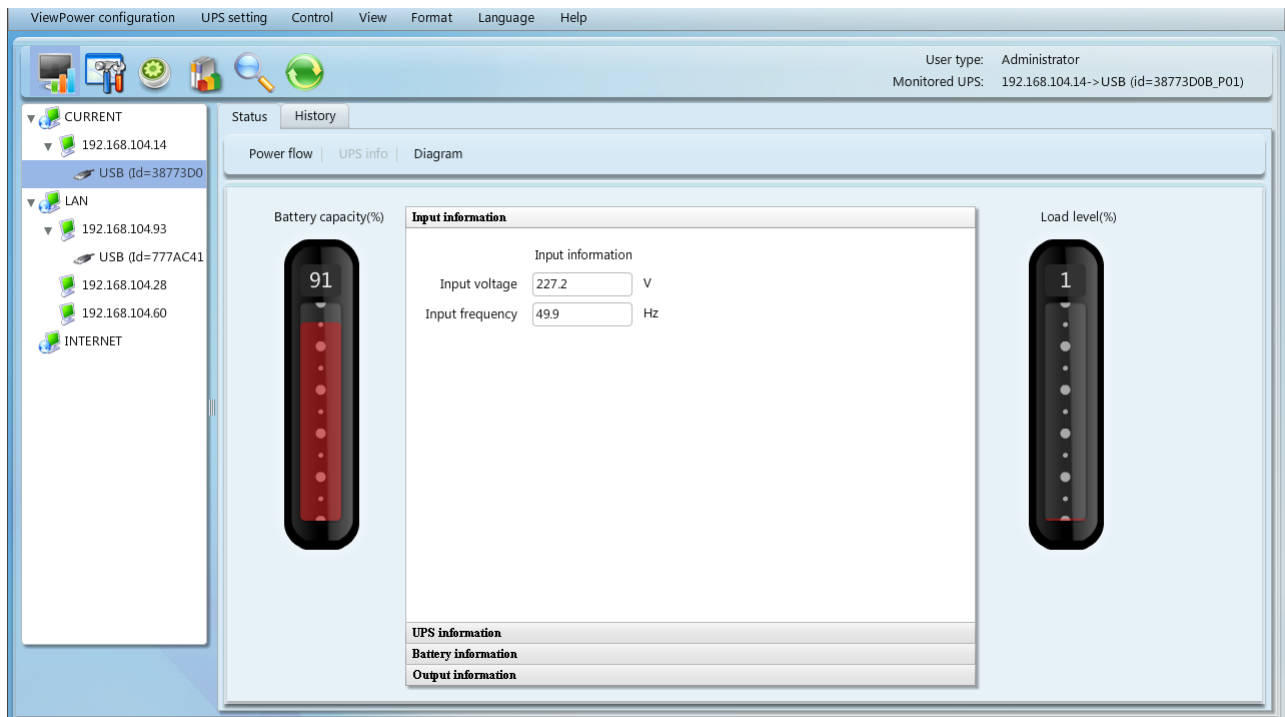 ViewPower configuration UPS setting Control View Format Language Help
User type: Administrator
Monitored UPS: 192.168.104.14->USB (id=38773D0B_P01)
CURRENT
192.168.104.14
USB (Id=38773D0
LAN
192.168.104.93
USB (Id=777AC41
192.168.104.28
192.168.104.60
INTERNET
Status History
Power flow UPS info Diagram
Battery capacity(%)
91
Input information
Input information
Input voltage 227.2 V
Input frequency 49.9 Hz
UPS information
Battery information
Output information
Load level(%)
1